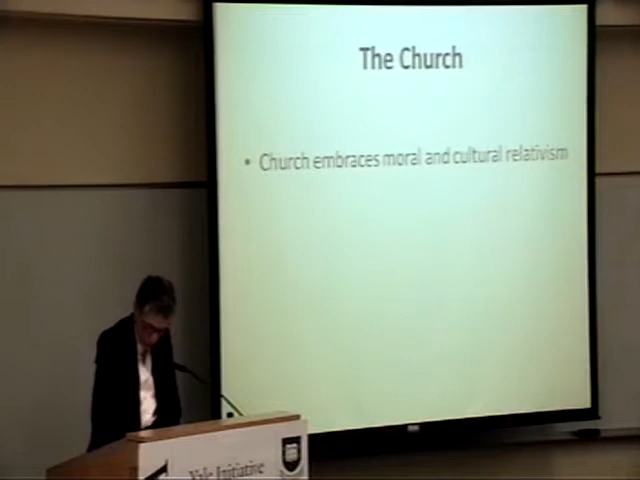 The Church
• Church embraces moral and cultural relativism
Yale Initiative